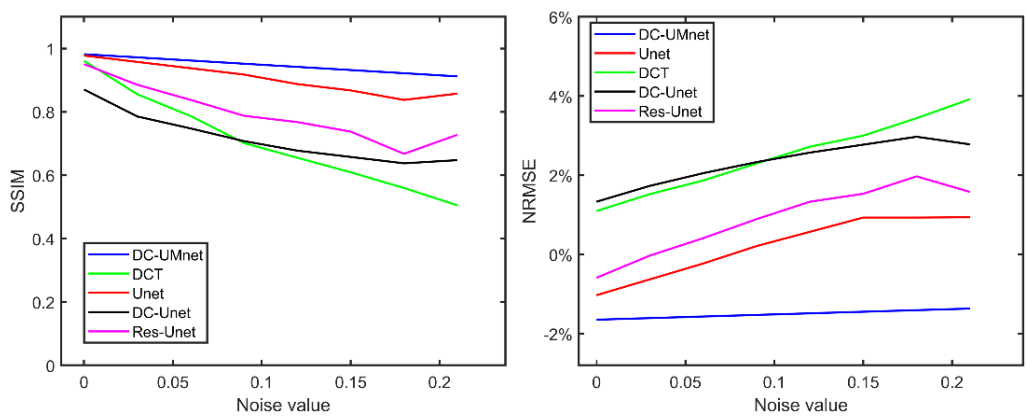 SSIM
1
0.8
0.6
0.4
0.2
0
DC-UMnet
DCT
Unet
DC-Unet
Res-Unet
0
0.05
0.1
0.15
0.2
Noise value
NRMSE
6%
4%
2%
0%
-2%
DC-UMnet
Unet
DCT
DC-Unet
Res-Unet
0
0.05
0.1
0.15
0.2
Noise value